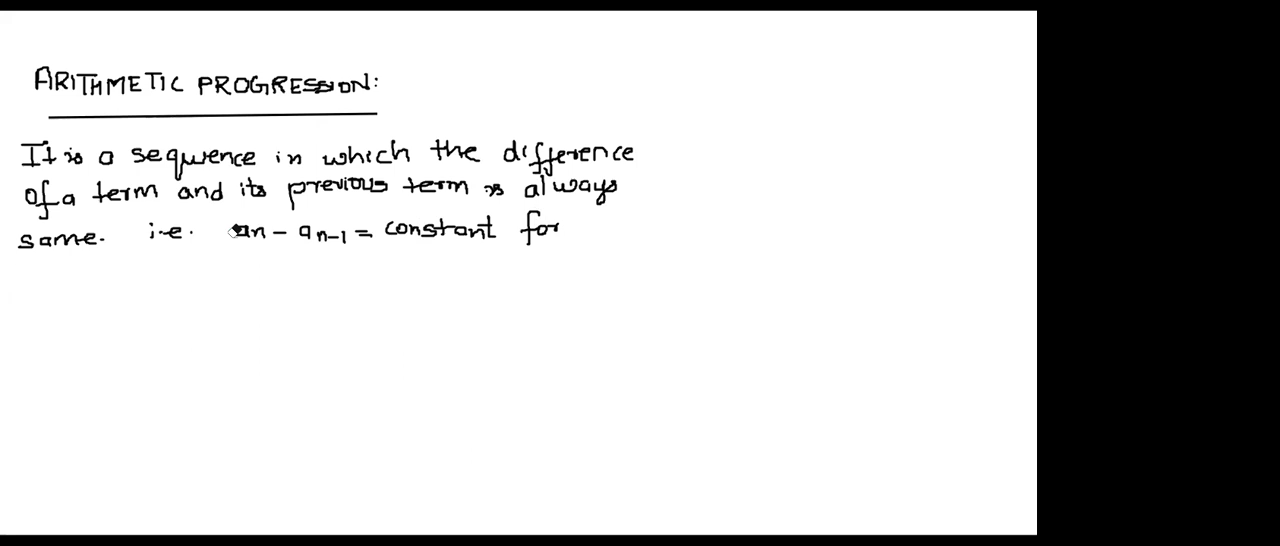 ARITHMETIC PROGRESSION:
It is a sequence in which the difference
of a term and its previous term is always
same. i.e. an - an-1 = constant for